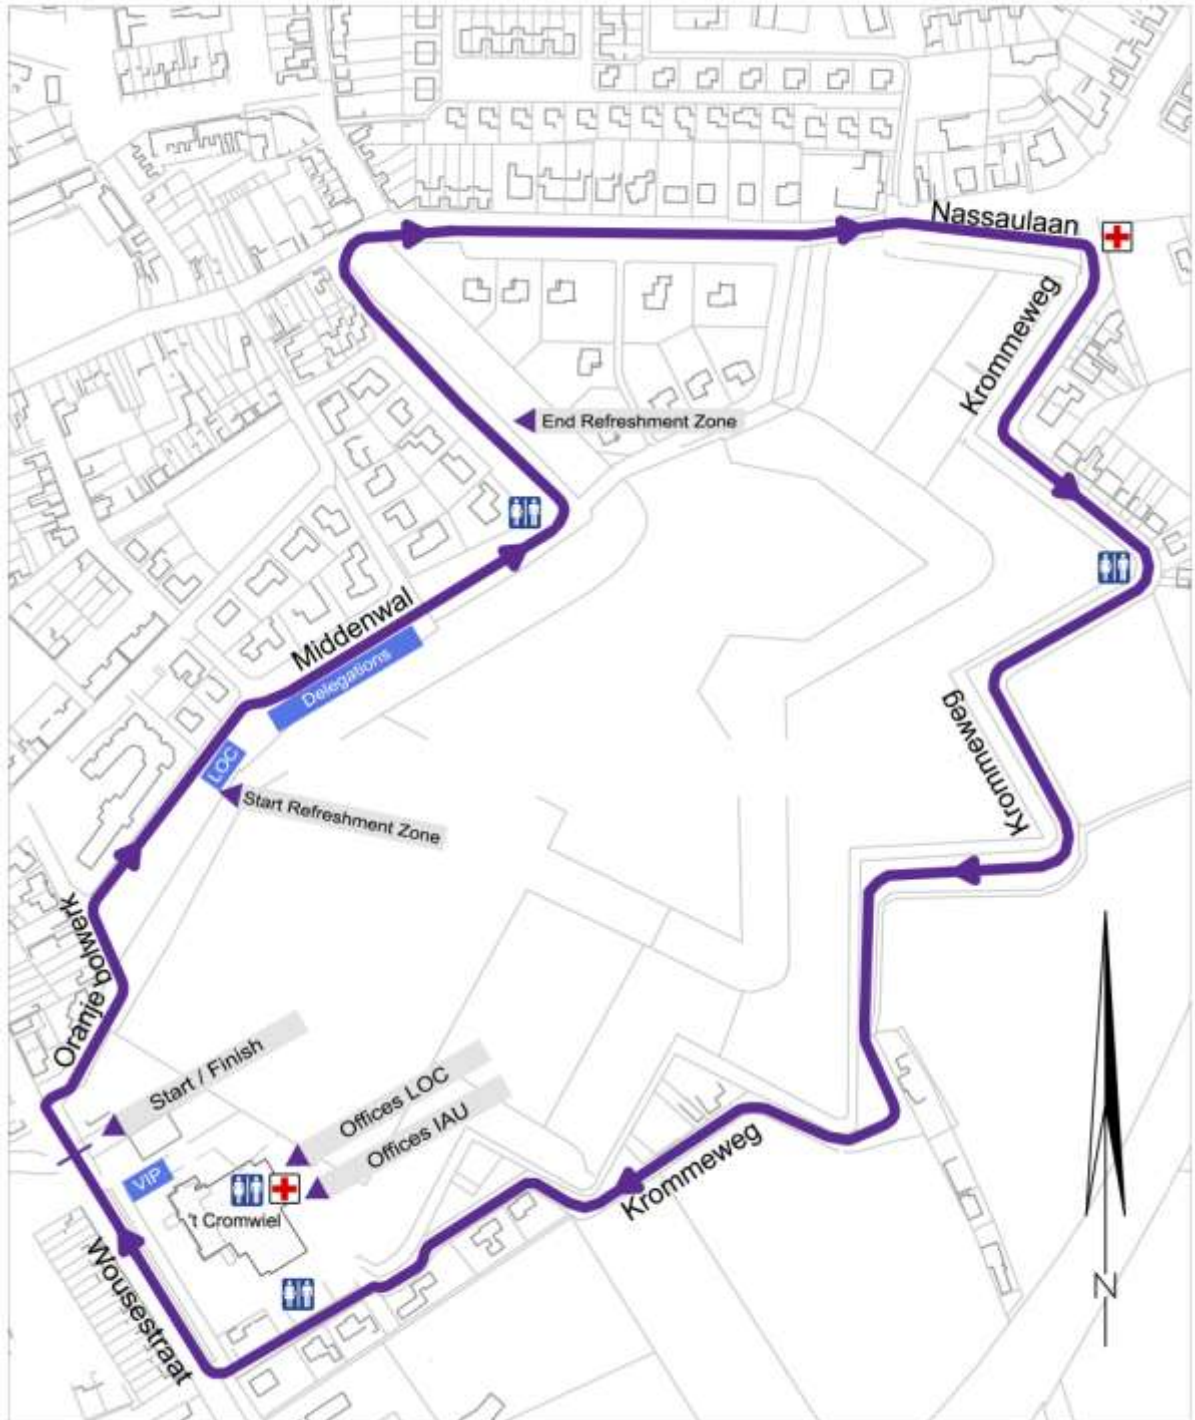 Nassaulaan
Krommeweg
End Refreshment Zone
Middenwal
Delegations
Krommeweg
LOC
Start Refreshment Zone
Oranje bolwerk
Start / Finish
Offices LOC
Offices IAU
VIP
't Cromwiel
Krommeweg
Wousestraat
N